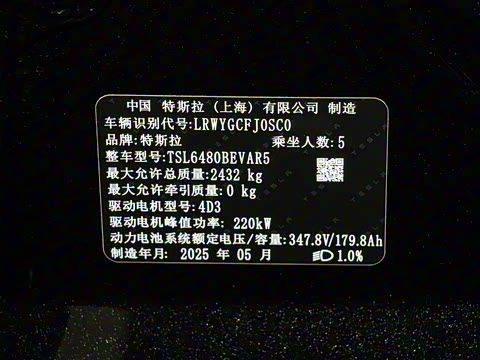 中国 特斯拉 (上海) 有限公司 制造
车辆识别代号:LRWYGCFJ0SC0
品牌:特斯拉 乘坐人数:5
整车型号:TSL6480BEVAR5
最大允许总质量:2432 kg
最大允许牵引质量:0 kg
驱动电机型号:4D3
驱动电机峰值功率: 220kW
动力电池系统额定电压/容量:347.8V/179.8Ah
制造年月: 2025 年 05 月 1.0%